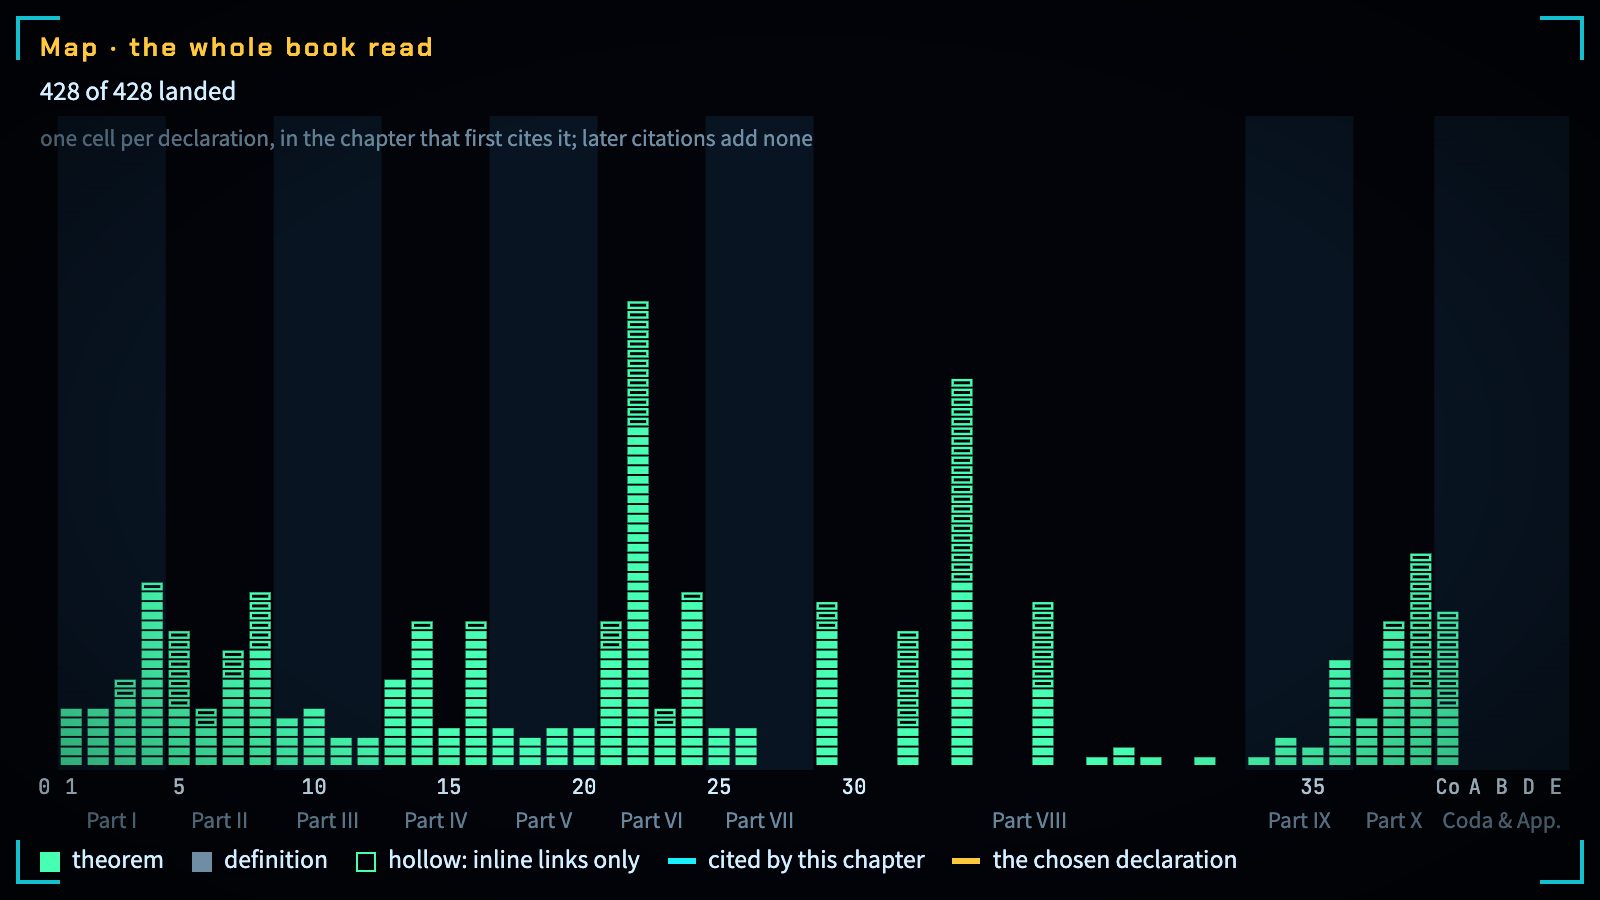 Map · the whole book read
428 of 428 landed
one cell per declaration, in the chapter that first cites it; later citations add none
0 1 5 10 15 20 25 30 35 Co A B D E
Part I Part II Part III Part IV Part V Part VI Part VII Part VIII Part IX Part X Coda & App.
theorem definition hollow: inline links only cited by this chapter the chosen declaration